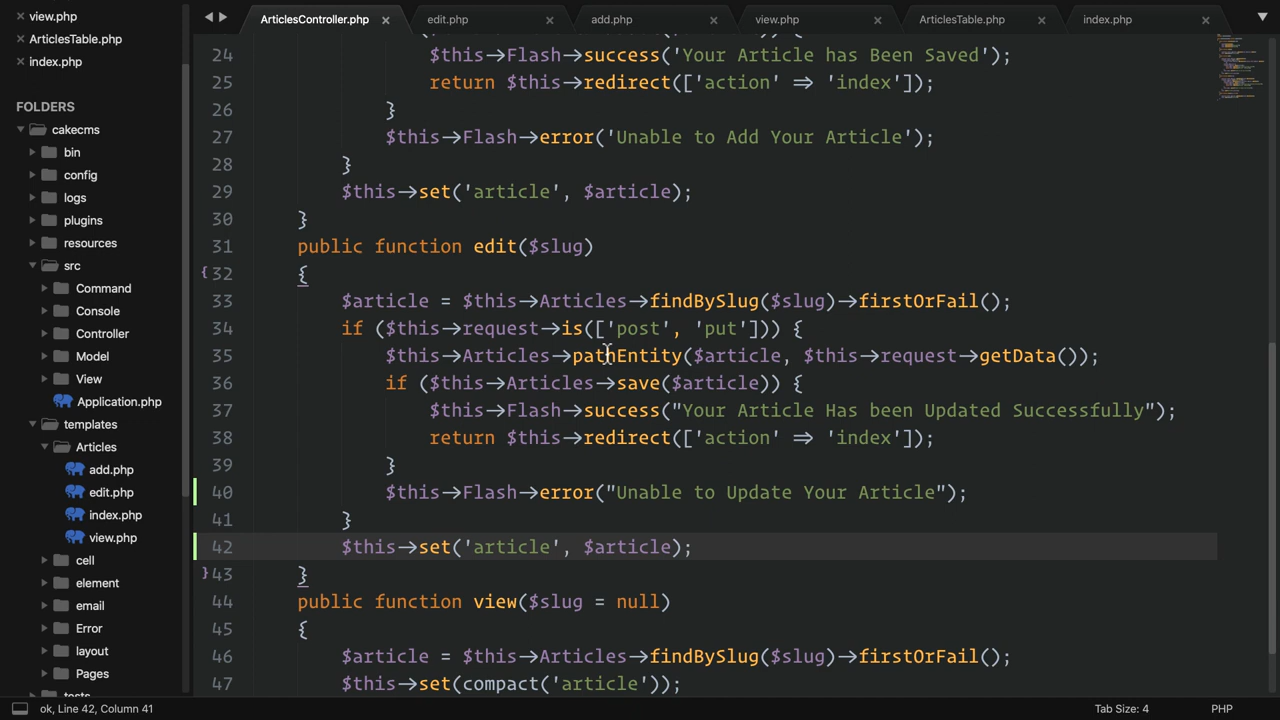 view.php
ArticlesTable.php
index.php
FOLDERS
cakecms
bin
config
logs
plugins
resources
src
Command
Console
Controller
Model
View
Application.php
templates
Articles
add.php
edit.php
index.php
view.php
cell
element
email
Error
layout
Pages
tests
ArticlesController.php × edit.php × add.php × view.php × ArticlesTable.php × index.php ×
24 $this→Flash→success('Your Article has Been Saved');
25 return $this→redirect(['action' ⇒ 'index']);
26 }
27 $this→Flash→error('Unable to Add Your Article');
28 }
29 $this→set('article', $article);
30 }
31 public function edit($slug)
32 {
33 $article = $this→Articles→findBySlug($slug)→firstOrFail();
34 if ($this→request→is(['post', 'put'])) {
35 $this→Articles→pathEntity($article, $this→request→getData());
36 if ($this→Articles→save($article)) {
37 $this→Flash→success("Your Article Has been Updated Successfully");
38 return $this→redirect(['action' ⇒ 'index']);
39 }
40 $this→Flash→error("Unable to Update Your Article");
41 }
42 $this→set('article', $article);
43 }
44 public function view($slug = null)
45 {
46 $article = $this→Articles→findBySlug($slug)→firstOrFail();
47 $this→set(compact('article'));
ok, Line 42, Column 41 Tab Size: 4 PHP